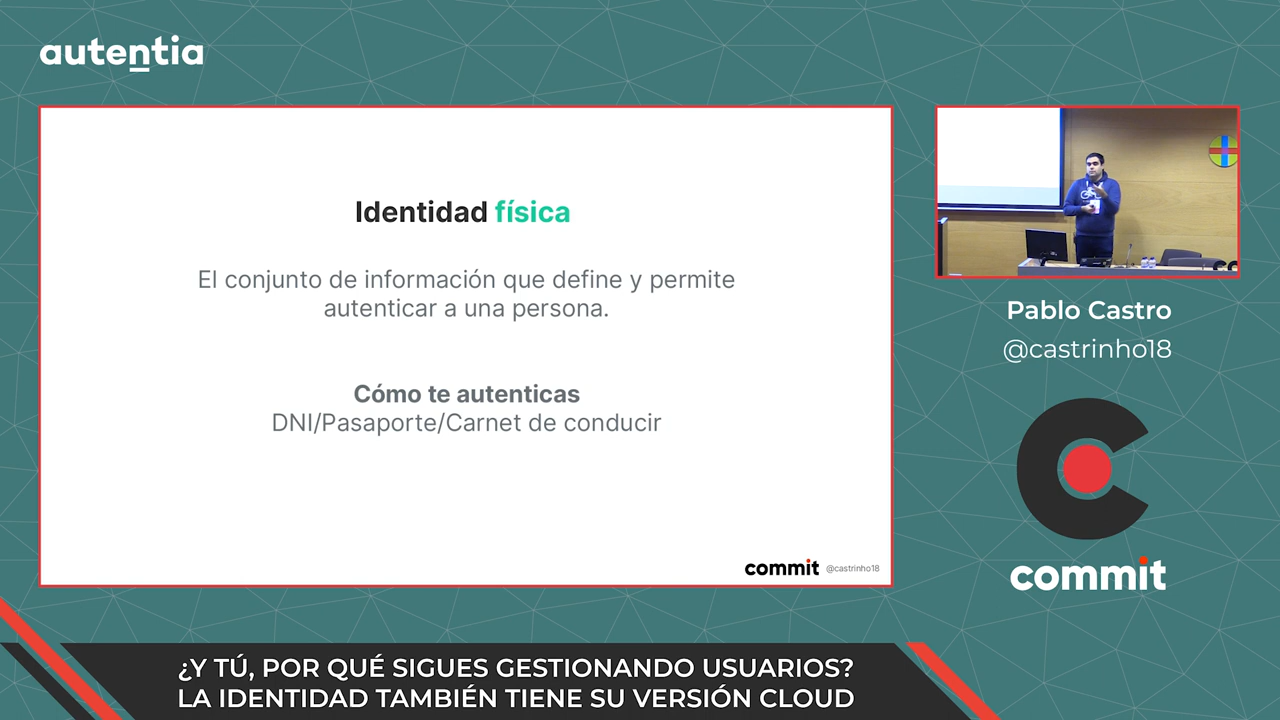 autentia
Identidad física
El conjunto de información que define y permite
autenticar a una persona.
Cómo te autenticas
DNI/Pasaporte/Carnet de conducir
commit @castrinho18
Pablo Castro
@castrinho18
commit
¿Y TÚ, POR QUÉ SIGUES GESTIONANDO USUARIOS?
LA IDENTIDAD TAMBIÉN TIENE SU VERSIÓN CLOUD